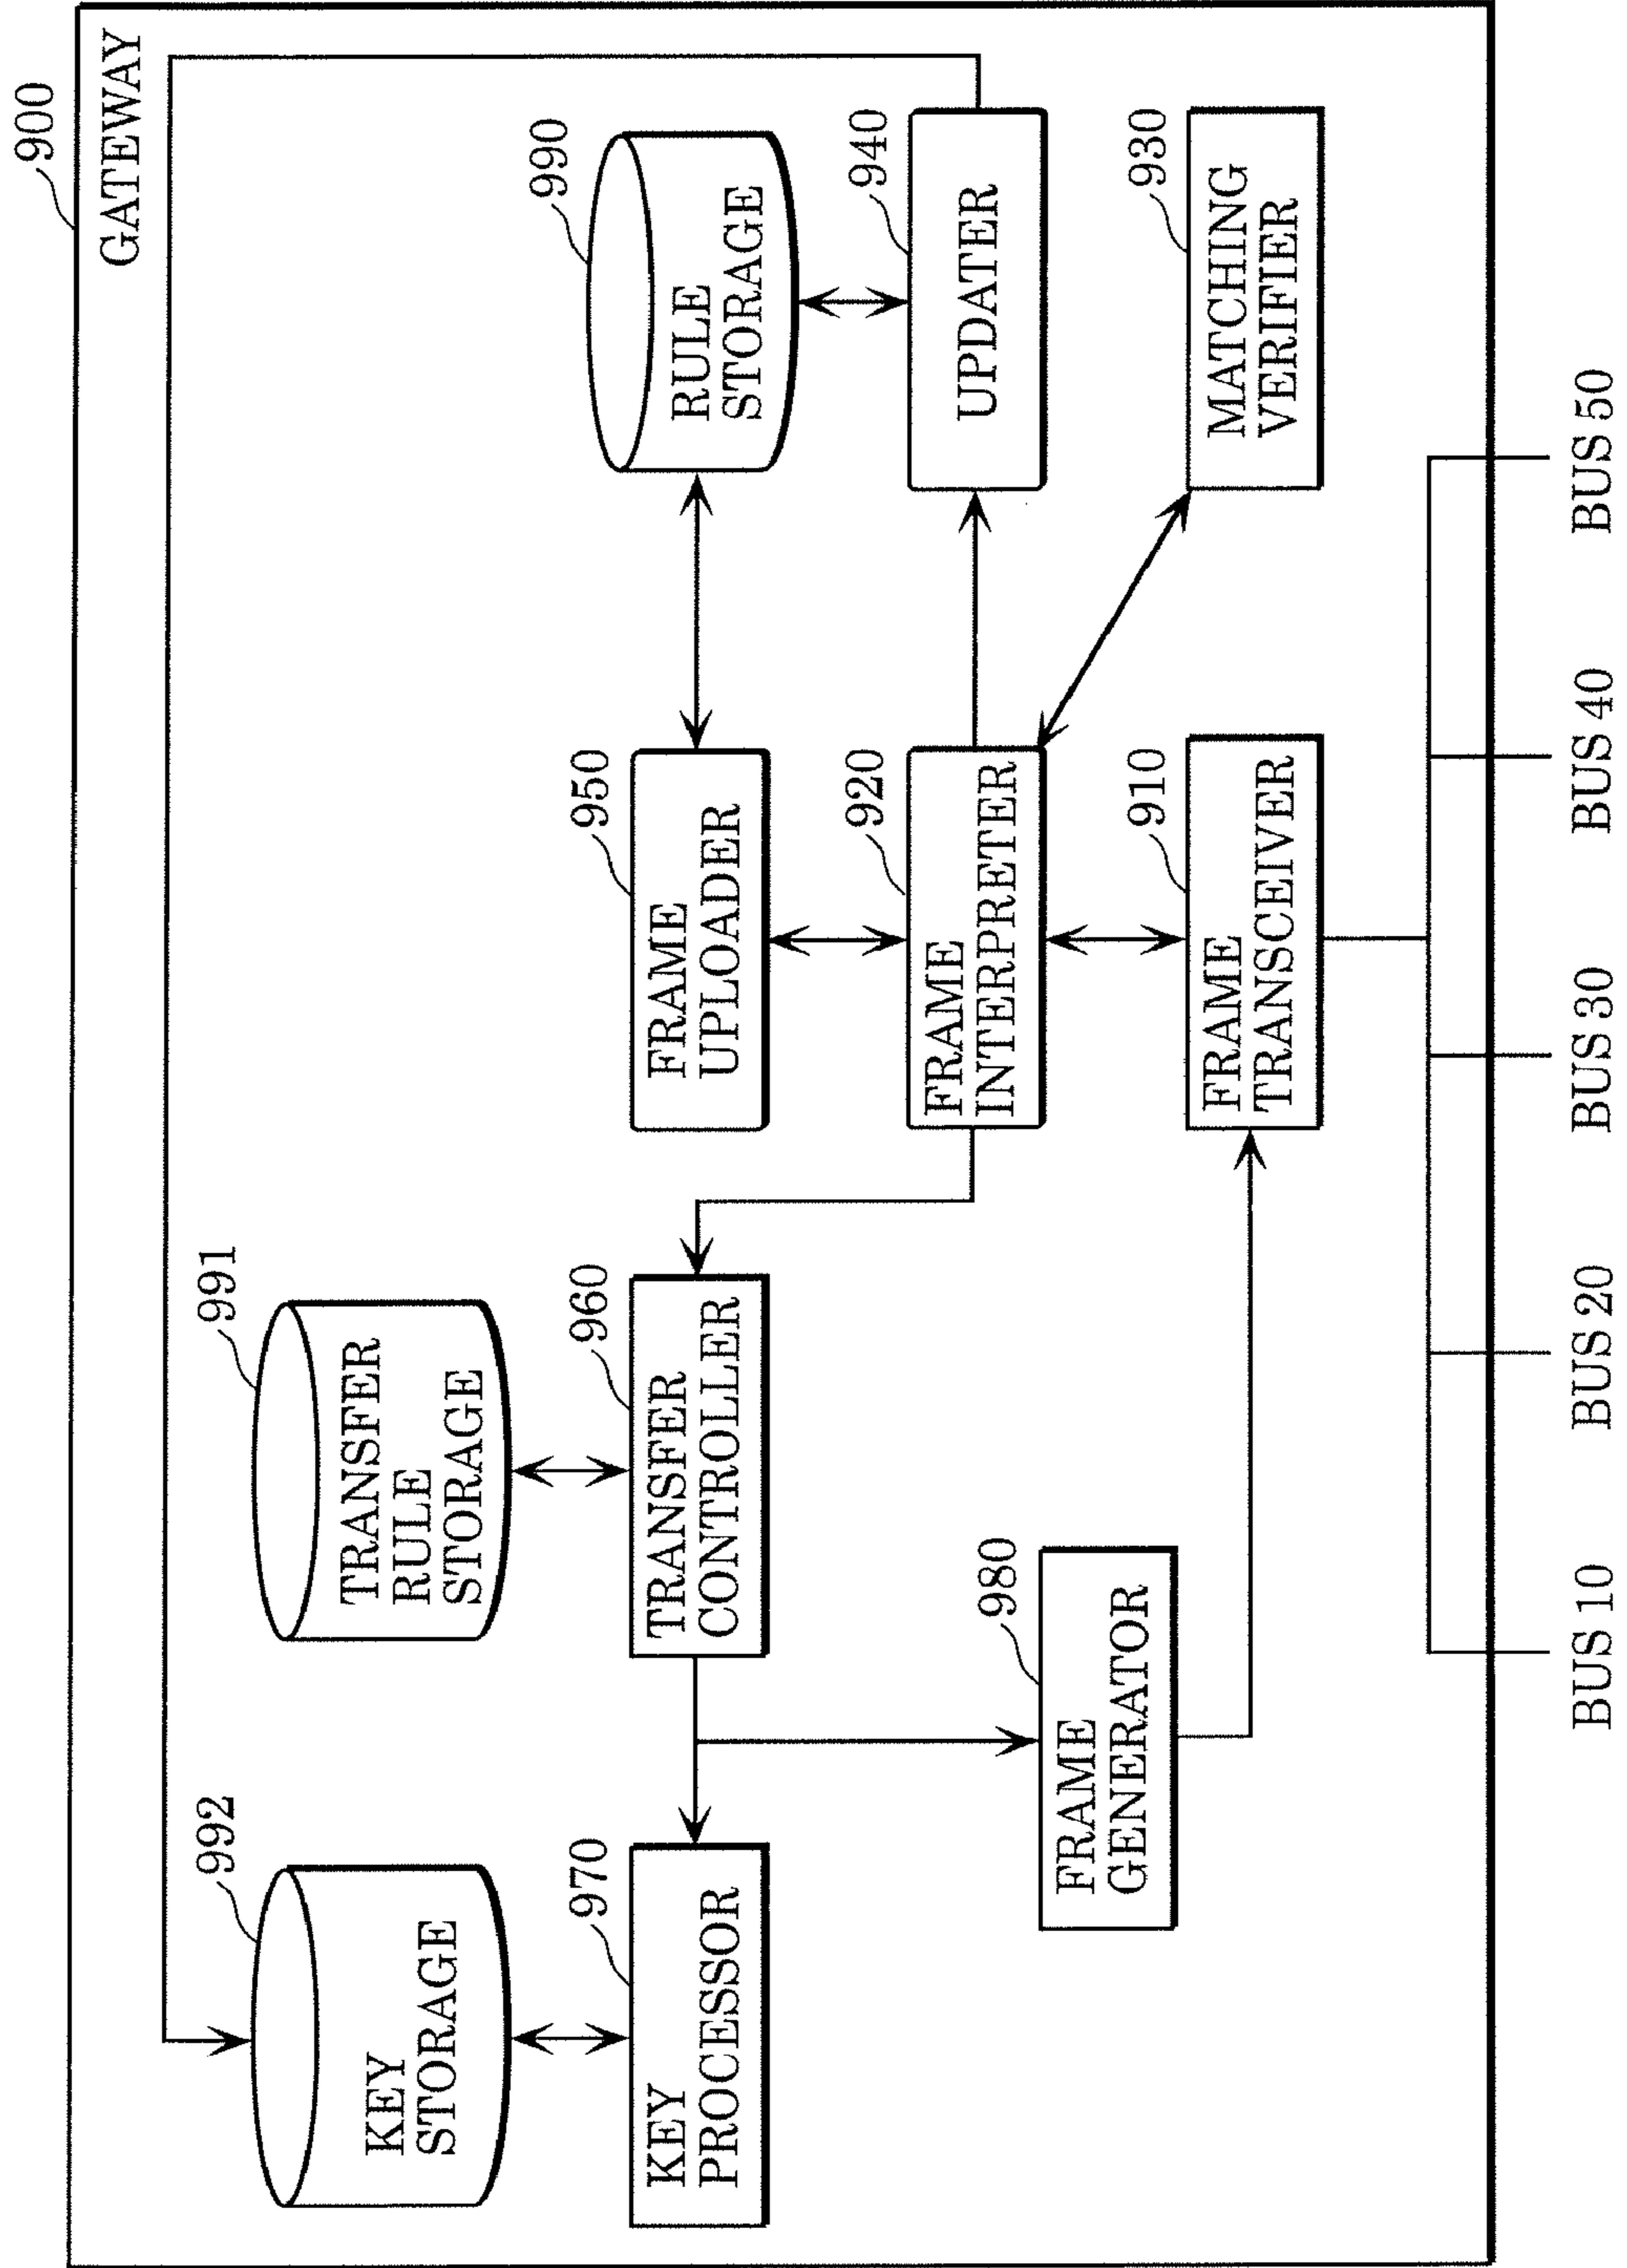 900
GATEWAY
992
KEY
STORAGE
991
TRANSFER
RULE
STORAGE
990
RULE
STORAGE
970
KEY
PROCESSOR
960
TRANSFER
CONTROLLER
950
FRAME
UPLOADER
920
FRAME
INTERPRETER
940
UPDATER
980
FRAME
GENERATOR
910
FRAME
TRANSCEIVER
930
MATCHING
VERIFIER
BUS 10
BUS 20
BUS 30
BUS 40
BUS 50